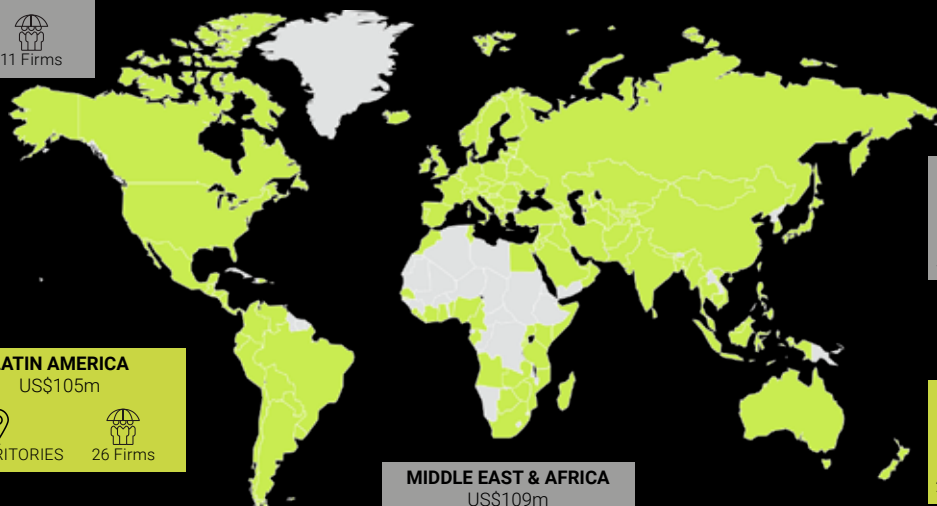 11 Firms
ATIN AMERICA
US$105m
RITORIES 26 Firms
MIDDLE EAST & AFRICA
US$109m